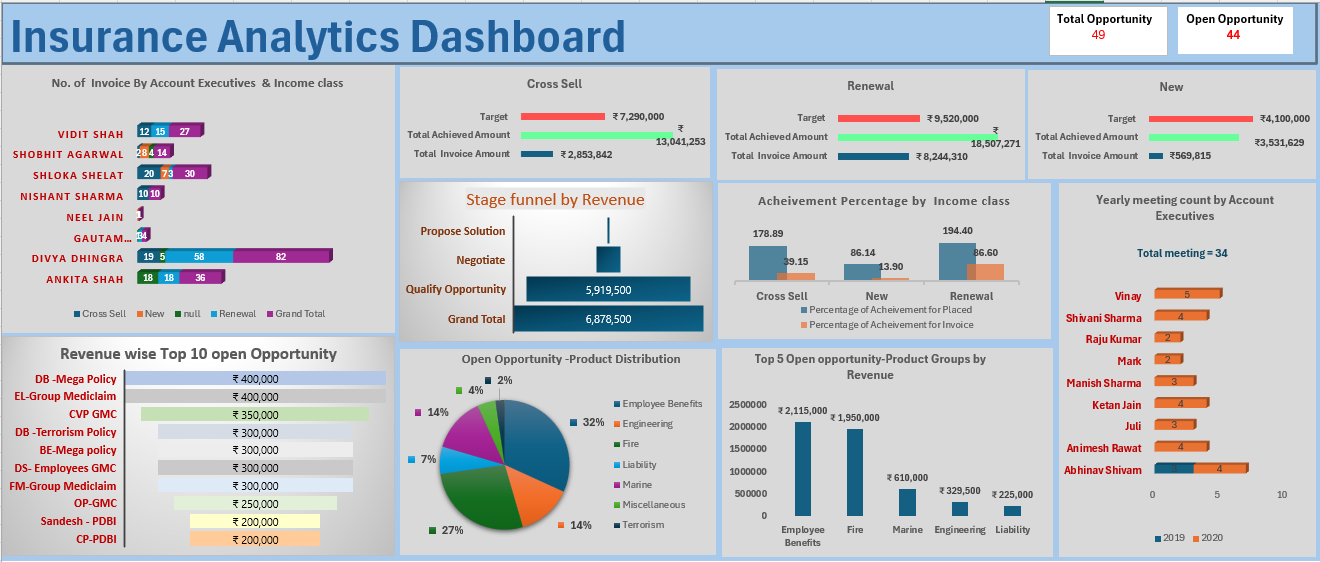 Insurance Analytics Dashboard
Total Opportunity
49
Open Opportunity
44
No. of Invoice By Account Executives & Income class
VIDIT SHAH 12 15 27
SHOBHIT AGARWAL 2 8 4 14
SHLOKA SHELAT 20 7 3 30
NISHANT SHARMA 10 10
NEEL JAIN 1
GAUTAM... 4
DIVYA DHINGRA 19 5 58 82
ANKITA SHAH 18 18 36
Cross Sell New null Renewal Grand Total
Cross Sell
Target ₹ 7,290,000
Total Achieved Amount ₹
13,041,253
Total Invoice Amount ₹ 2,853,842
Renewal
Target ₹ 9,520,000
Total Achieved Amount ₹
18,507,271
Total Invoice Amount ₹ 8,244,310
New
Target ₹4,100,000
Total Achieved Amount
₹3,531,629
Total Invoice Amount ₹569,815
Stage funnel by Revenue
Propose Solution
Negotiate
Qualify Opportunity 5,919,500
Grand Total 6,878,500
Acheivement Percentage by Income class
178.89 39.15
86.14 13.90
194.40 86.60
Cross Sell New Renewal
Percentage of Acheivement for Placed
Percentage of Acheivement for Invoice
Yearly meeting count by Account
Executives
Total meeting = 34
Vinay 5
Shivani Sharma 4
Raju Kumar 2
Mark 2
Manish Sharma 3
Ketan Jain 4
Juli 3
Animesh Rawat 4
Abhinav Shivam 3 4
0 5 10
2019 2020
Revenue wise Top 10 open Opportunity
DB -Mega Policy ₹ 400,000
EL-Group Mediclaim ₹ 400,000
CVP GMC ₹ 350,000
DB -Terrorism Policy ₹ 300,000
BE-Mega policy ₹ 300,000
DS- Employees GMC ₹ 300,000
FM-Group Mediclaim ₹ 300,000
OP-GMC ₹ 250,000
Sandesh - PDBI ₹ 200,000
CP-PDBI ₹ 200,000
Open Opportunity -Product Distribution
2%
4%
14%
32%
7%
27%
14%
Employee Benefits
Engineering
Fire
Liability
Marine
Miscellaneous
Terrorism
Top 5 Open opportunity-Product Groups by
Revenue
2500000
2000000
1500000
1000000
500000
0
₹ 2,115,000 ₹ 1,950,000 ₹ 610,000 ₹ 329,500 ₹ 225,000
Employee Fire Marine Engineering Liability
Benefits